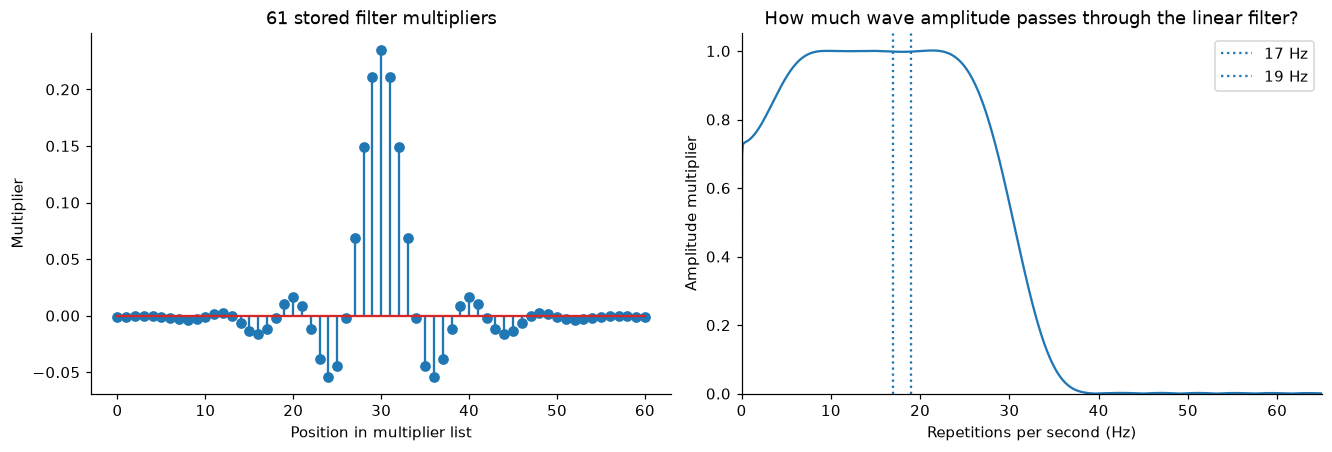 61 stored filter multipliers
Multiplier
0.20
0.15
0.10
0.05
0.00
−0.05
0 10 20 30 40 50 60
Position in multiplier list
How much wave amplitude passes through the linear filter?
Amplitude multiplier
1.0
0.8
0.6
0.4
0.2
0.0
17 Hz
19 Hz
0 10 20 30 40 50 60
Repetitions per second (Hz)